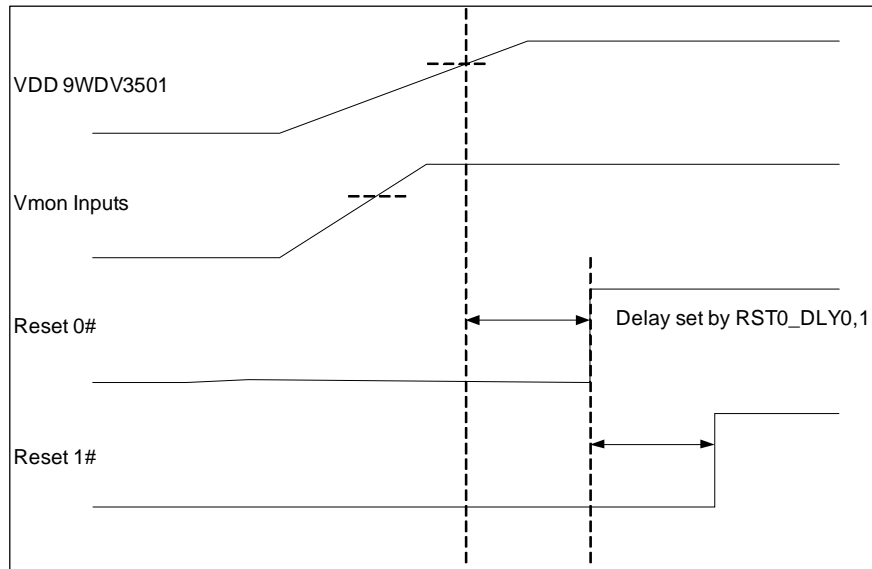 VDD 9WDV3501
Vmon Inputs
Reset 0#
Delay set by RST0_DLY0,1
Reset 1#